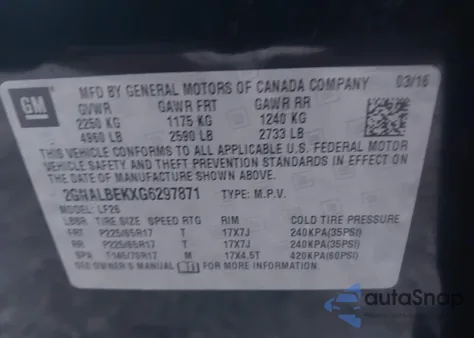 GM
MFD BY GENERAL MOTORS OF CANADA COMPANY 03/16
GVWR GAWR FRT GAWR RR
2250 KG 1175 KG 1240 KG
4960 LB 2590 LB 2733 LB
THIS VEHICLE CONFORMS TO ALL APPLICABLE U.S. FEDERAL MOTOR
VEHICLE SAFETY, BUMPER, AND THEFT PREVENTION STANDARDS IN EFFECT
ON THE DATE OF MANUFACTURE SHOWN ABOVE.
2GNALBEKXG6297871 TYPE: M.P.V.
MODEL: LF26
TIRE SIZE SPEED RTG RIM COLD TIRE PRESSURE
FRT P225/65R17 T 17X7J 240KPA(35PSI)
RR P225/65R17 T 17X7J 240KPA(35PSI)
SPA T145/70R17 M 17X4.5T 420KPA(60PSI)
SEE OWNER'S MANUAL FOR ADDITIONAL INFORMATION
autoSnap